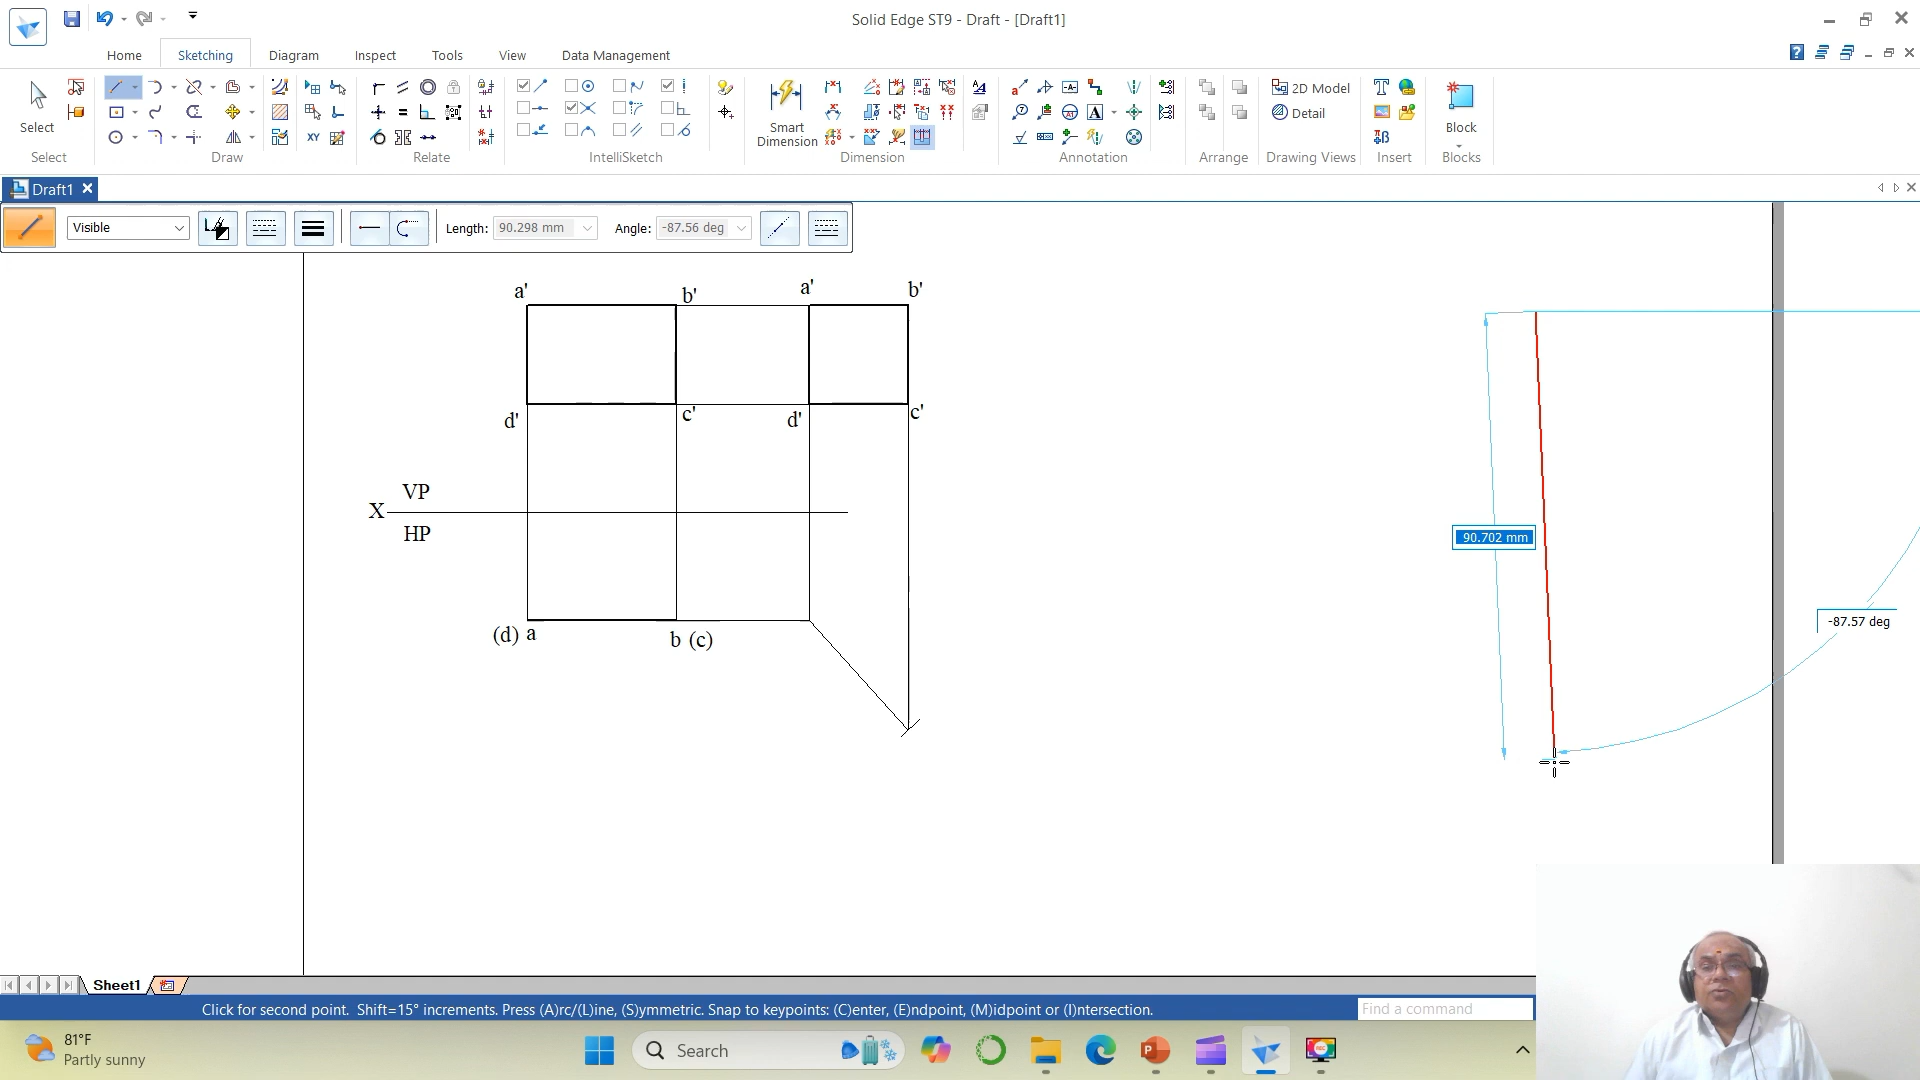 Solid Edge ST9 - Draft - [Draft1]
Home Sketching Diagram Inspect Tools View Data Management
Select
Smart Dimension
2D Model
Detail
Block
Select Draw Relate IntelliSketch Dimension Annotation Arrange Drawing Views Insert Blocks
Draft1
Visible Length: 90.298 mm Angle: -87.56 deg
a' b' a' b'
d' c' d' c'
VP
X
HP
90.702 mm
-87.57 deg
(d) a b (c)
Sheet1
Click for second point. Shift=15° increments. Press (A)rc/(L)ine, (S)ymmetric. Snap to keypoints: (C)enter, (E)ndpoint, (M)idpoint or (I)ntersection.
Find a command
81°F
Partly sunny
Search